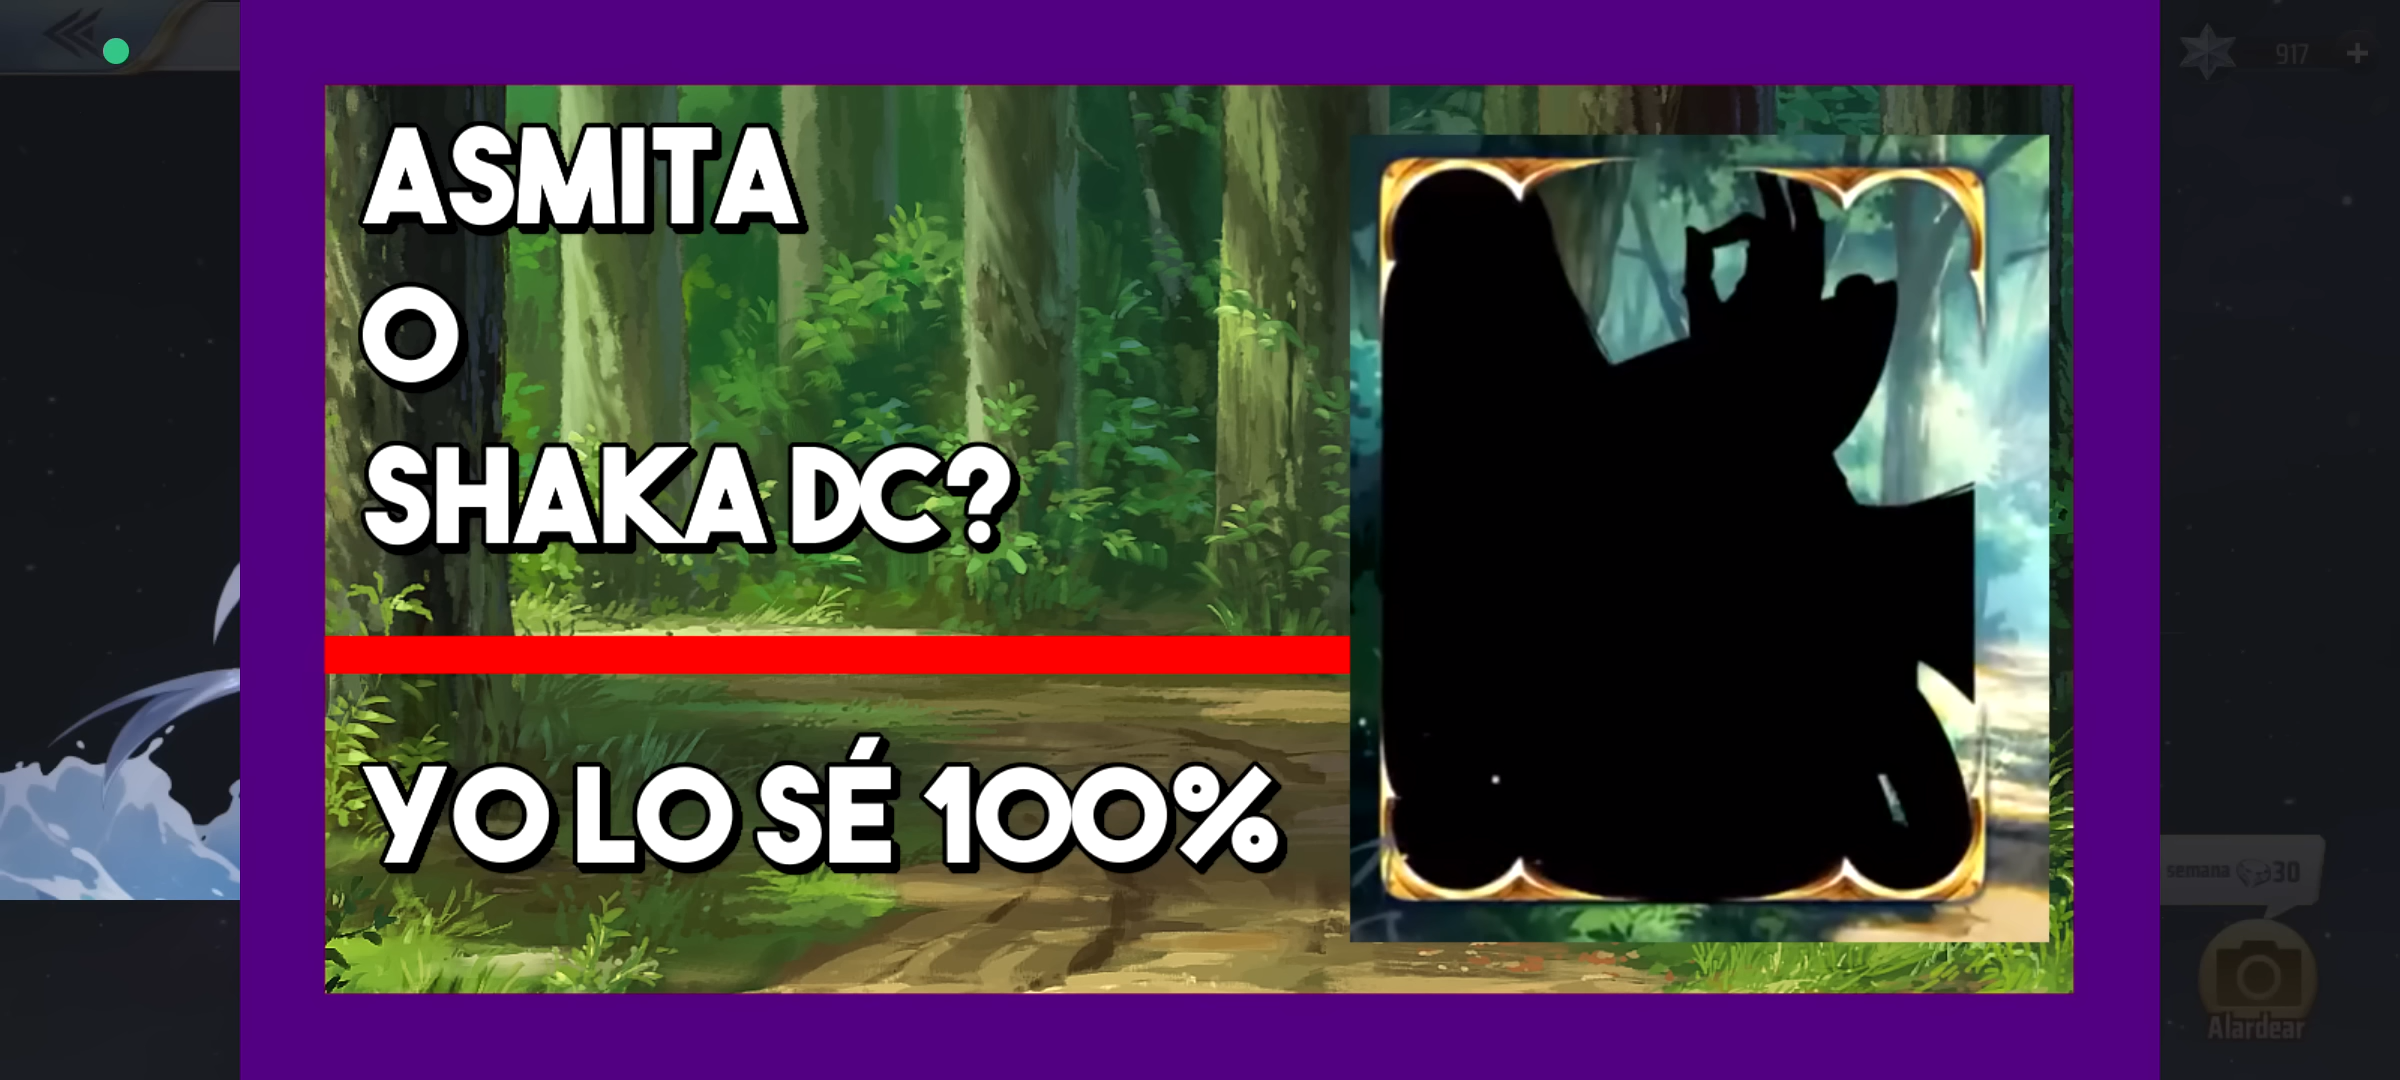 917
ASMITA
O
SHAKA DC?
YO LO SÉ 100%
semana 30
Alardear